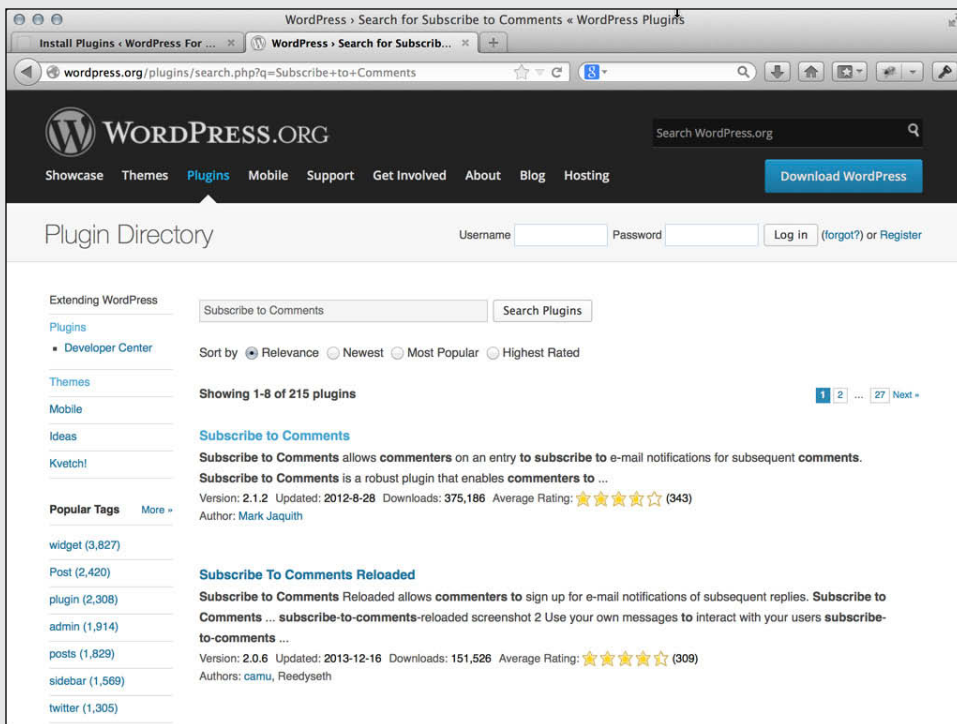 WordPress › Search for Subscribe to Comments « WordPress Plugins
Install Plugins ‹ WordPress For ... ×
WordPress › Search for Subscrib... × +
wordpress.org/plugins/search.php?q=Subscribe+to+Comments
8
WORDPRESS.ORG
Search WordPress.org
Showcase Themes Plugins Mobile Support Get Involved About Blog Hosting
Download WordPress
Plugin Directory
Username Password Log in (forgot?) or Register
Extending WordPress
Plugins
▪ Developer Center
Themes
Mobile
Ideas
Kvetch!
Popular Tags More »
widget (3,827)
Post (2,420)
plugin (2,308)
admin (1,914)
posts (1,829)
sidebar (1,569)
twitter (1,305)
Subscribe to Comments Search Plugins
Sort by Relevance Newest Most Popular Highest Rated
Showing 1-8 of 215 plugins
1 2 ... 27 Next »
Subscribe to Comments
Subscribe to Comments allows commenters on an entry to subscribe to e-mail notifications for subsequent comments.
Subscribe to Comments is a robust plugin that enables commenters to ...
Version: 2.1.2 Updated: 2012-8-28 Downloads: 375,186 Average Rating: (343)
Author: Mark Jaquith
Subscribe To Comments Reloaded
Subscribe to Comments Reloaded allows commenters to sign up for e-mail notifications of subsequent replies. Subscribe to
Comments ... subscribe-to-comments-reloaded screenshot 2 Use your own messages to interact with your users subscribe-
to-comments ...
Version: 2.0.6 Updated: 2013-12-16 Downloads: 151,526 Average Rating: (309)
Authors: camu, Reedyseth